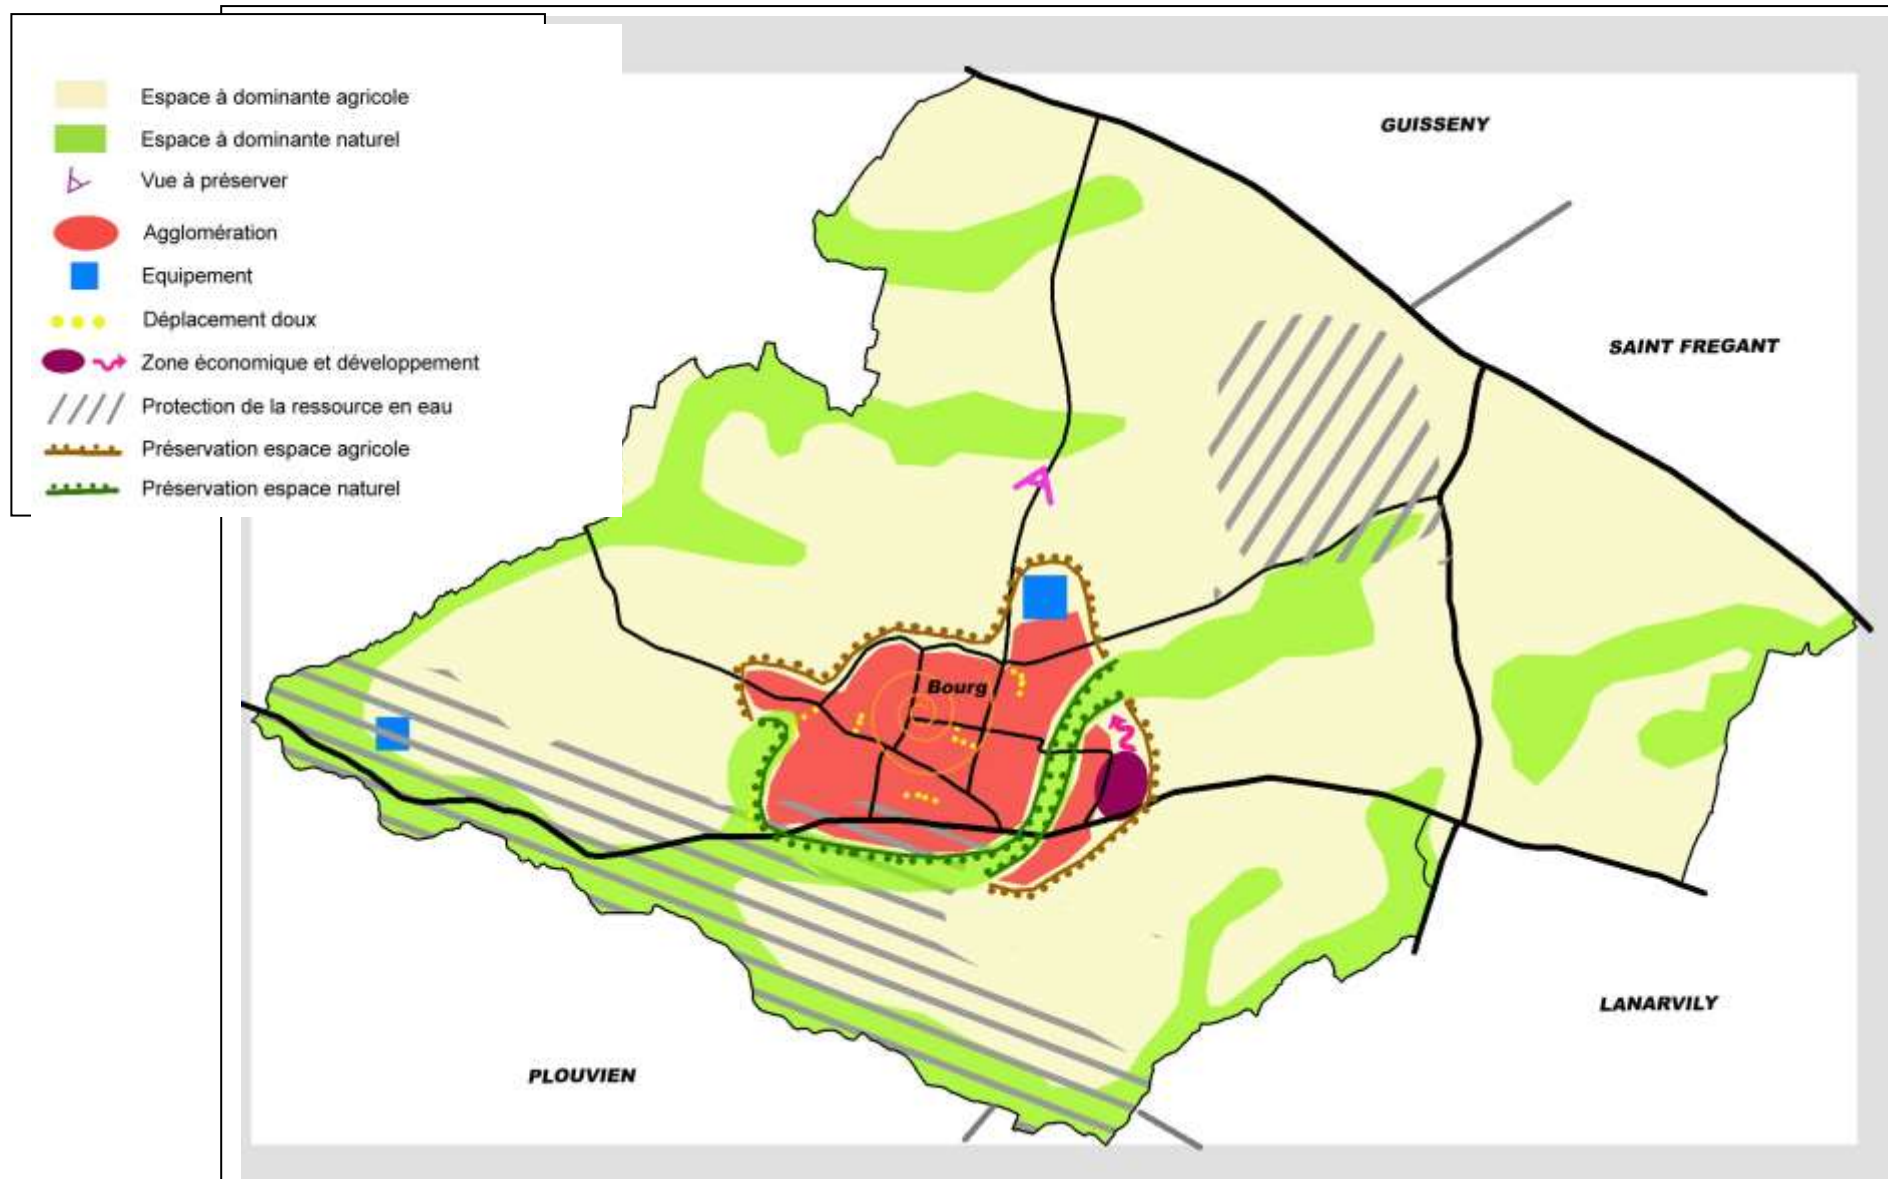 Espace à dominante agricole
Espace à dominante naturel
Vue à préserver
Agglomération
Equipement
Déplacement doux
Zone économique et développement
Protection de la ressource en eau
Préservation espace agricole
Préservation espace naturel
GUISSENY
SAINT FREGANT
Bourg
LANARVILY
PLOUVIEN